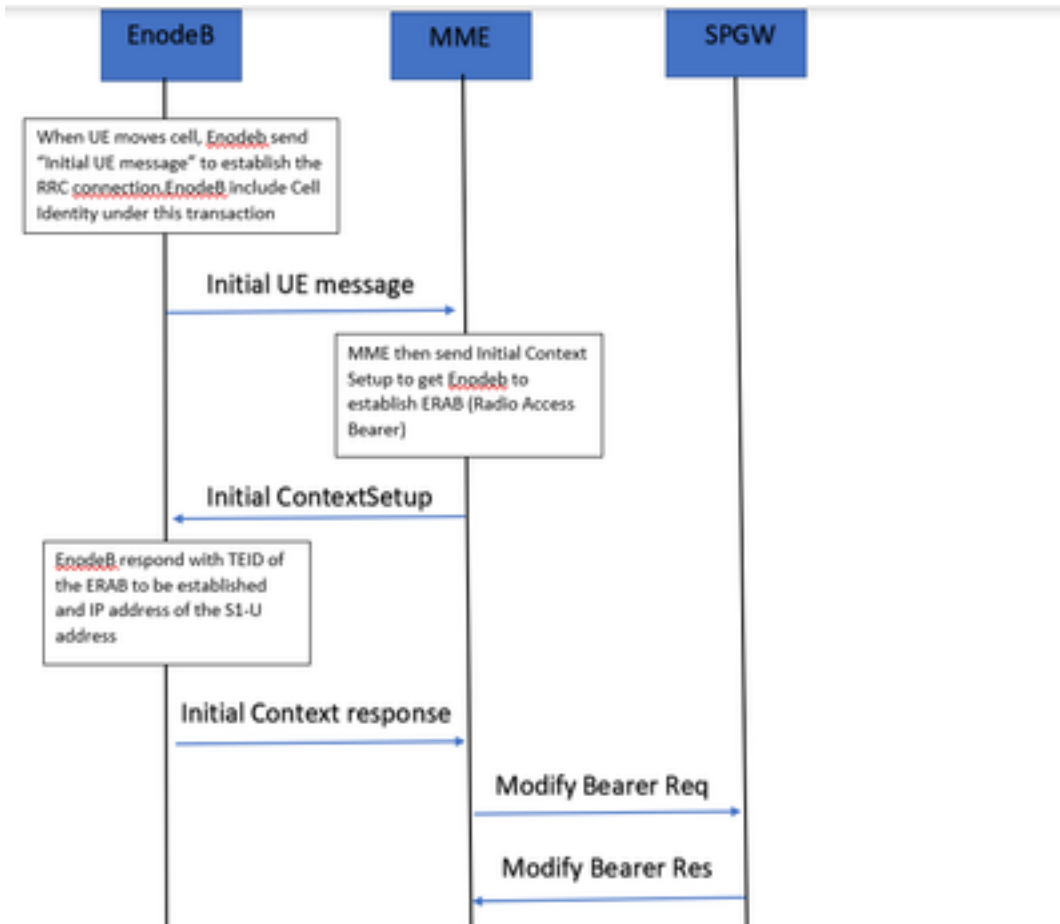 EnodeB
MME
SPGW
When UE moves cell, Enodeb send
"Initial UE message" to establish the
RRC connection.EnodeB include Cell
Identity under this transaction
Initial UE message
MME then send Initial Context
Setup to get Enodeb to
establish ERAB (Radio Access
Bearer)
Initial ContextSetup
EnodeB respond with TEID of
the ERAB to be established
and IP address of the S1-U
address
Initial Context response
Modify Bearer Req
Modify Bearer Res